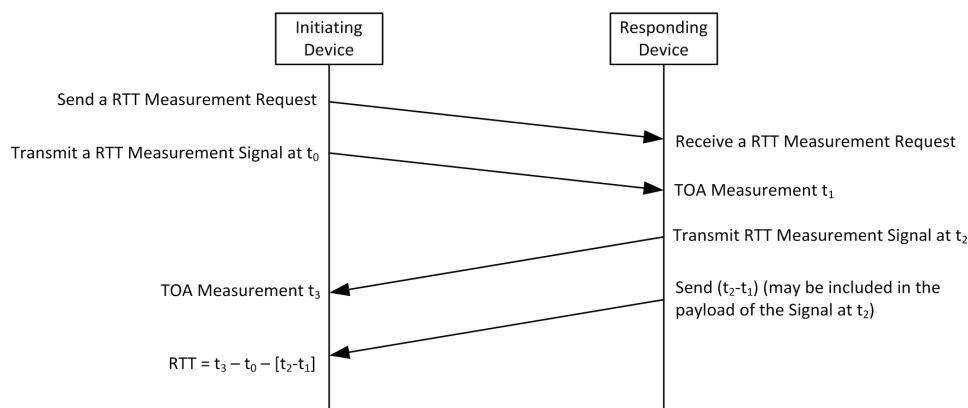 Initiating
Device
Responding
Device
Send a RTT Measurement Request
Receive a RTT Measurement Request
Transmit a RTT Measurement Signal at t₀
TOA Measurement t₁
Transmit RTT Measurement Signal at t₂
TOA Measurement t₃
Send (t₂-t₁) (may be included in the
payload of the Signal at t₂)
RTT = t₃ – t₀ – [t₂-t₁]